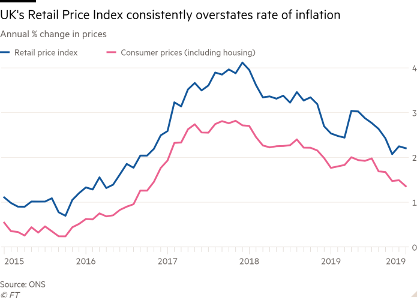 UK's Retail Price Index consistently overstates rate of inflation
Annual % change in prices
Retail price index
Consumer prices (including housing)
4
3
2
1
0
2015
2016
2017
2018
2019
2019
Source: ONS
© FT